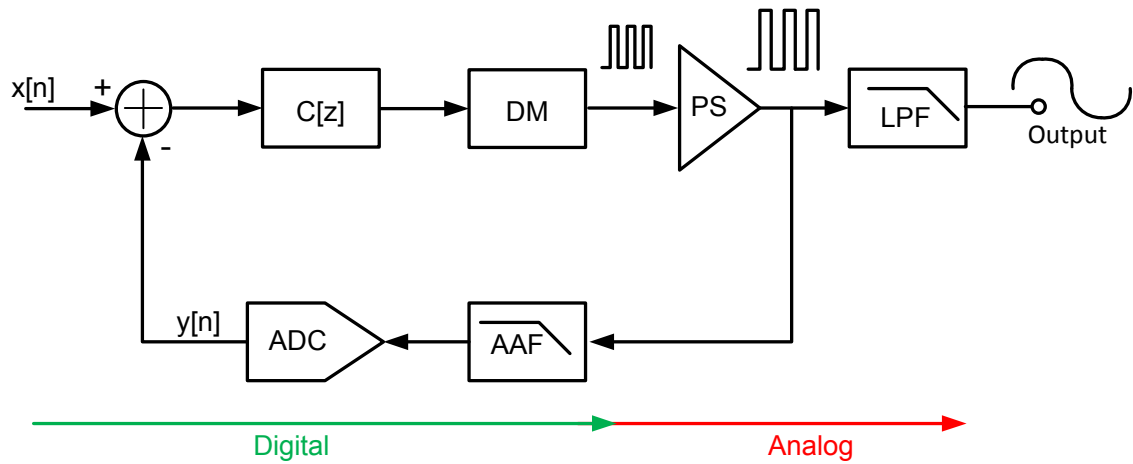 x[n]
+
-
C[z]
DM
PS
LPF
Output
y[n]
ADC
AAF
Digital
Analog